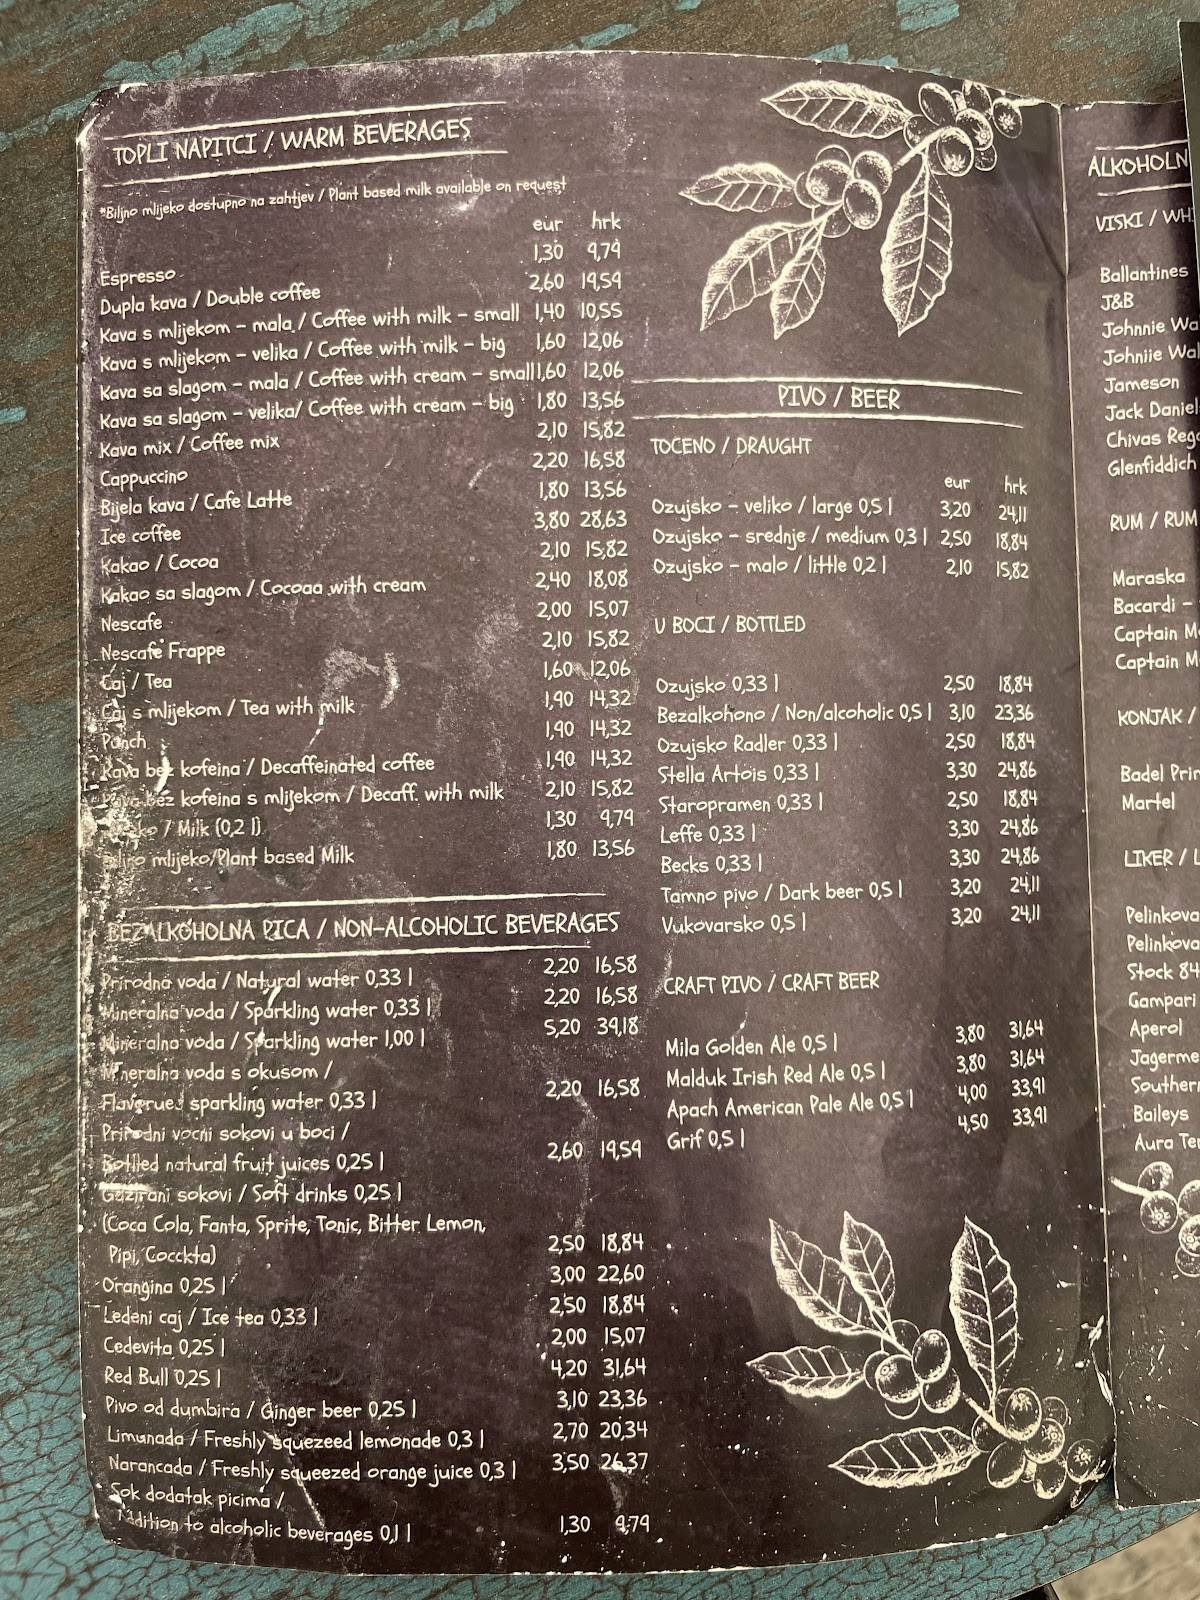 TOPLI NAPITCI / WARM BEVERAGES
*Biljno mlijeko dostupno na zahtjev / Plant based milk available on request
eur hrk
Espresso 1,30 9,79
Dupla kava / Double coffee 2,60 19,59
Kava s mlijekom - mala / Coffee with milk - small 1,40 10,55
Kava s mlijekom - velika / Coffee with milk - big 1,60 12,06
Kava sa slagom - mala / Coffee with cream - small 1,60 12,06
Kava sa slagom - velika/ Coffee with cream - big 1,80 13,56
Kava mix / Coffee mix 2,10 15,82
Cappuccino 2,20 16,58
Bijela kava / Cafe Latte 1,80 13,56
Ice coffee 3,80 28,63
Kakao / Cocoa 2,10 15,82
Kakao sa slagom / Cocoaa with cream 2,40 18,08
Nescafe 2,00 15,07
Nescafe Frappe 2,10 15,82
Caj / Tea 1,60 12,06
Caj s mlijekom / Tea with milk 1,90 14,32
Punch 1,90 14,32
Kava bez kofeina / Decaffeinated coffee 1,90 14,32
Kava bez kofeina s mlijekom / Decaff. with milk 2,10 15,82
/ Milk (0,2 l) 1,30 9,79
Biljno mlijeko/Plant based Milk 1,80 13,56
BEZALKOHOLNA PICA / NON-ALCOHOLIC BEVERAGES
Prirodna voda / Natural water 0,33 l 2,20 16,58
Mineralna voda / Sparkling water 0,33 l 2,20 16,58
Mineralna voda / Sparkling water 1,00 l 5,20 39,18
Mineralna voda s okusom /
Flavorued sparkling water 0,33 l 2,20 16,58
Prirodni vocni sokovi u boci /
Bottled natural fruit juices 0,25 l 2,60 19,59
Gazirani sokovi / Soft drinks 0,25 l
(Coca Cola, Fanta, Sprite, Tonic, Bitter Lemon,
Pipi, Cocckta) 2,50 18,84
Orangina 0,25 l 3,00 22,60
Ledeni caj / Ice tea 0,33 l 2,50 18,84
Cedevita 0,25 l 2,00 15,07
Red Bull 0,25 l 4,20 31,64
Pivo od dumbira / Ginger beer 0,25 l 3,10 23,36
Limunada / Freshly squezeed lemonade 0,3 l 2,70 20,34
Narancada / Freshly squeezed orange juice 0,3 l 3,50 26,37
Sok dodatak picima /
Addition to alcoholic beverages 0,1 l 1,30 9,79
PIVO / BEER
TOCENO / DRAUGHT
eur hrk
Ozujsko - veliko / large 0,5 l 3,20 24,11
Ozujsko - srednje / medium 0,3 l 2,50 18,84
Ozujsko - malo / little 0,2 l 2,10 15,82
U BOCI / BOTTLED
Ozujsko 0,33 l 2,50 18,84
Bezalkohono / Non/alcoholic 0,5 l 3,10 23,36
Ozujsko Radler 0,33 l 2,50 18,84
Stella Artois 0,33 l 3,30 24,86
Staropramen 0,33 l 2,50 18,84
Leffe 0,33 l 3,30 24,86
Becks 0,33 l 3,30 24,86
Tamno pivo / Dark beer 0,5 l 3,20 24,11
Vukovarsko 0,5 l 3,20 24,11
CRAFT PIVO / CRAFT BEER
Mila Golden Ale 0,5 l 3,80 31,64
Malduk Irish Red Ale 0,5 l 3,80 31,64
Apach American Pale Ale 0,5 l 4,00 33,91
Grif 0,5 l 4,50 33,91
ALKOHOLN
VISKI / WH
Ballantines
J&B
Johnnie Wa
Johniie Wal
Jameson
Jack Daniel
Chivas Rega
Glenfiddich
RUM / RUM
Maraska
Bacardi -
Captain Mo
Captain M
KONJAK /
Badel Prin
Martel
LIKER / L
Pelinkova
Pelinkova
Stock 84
Gampari
Aperol
Jagerme
Southern
Baileys
Aura Te